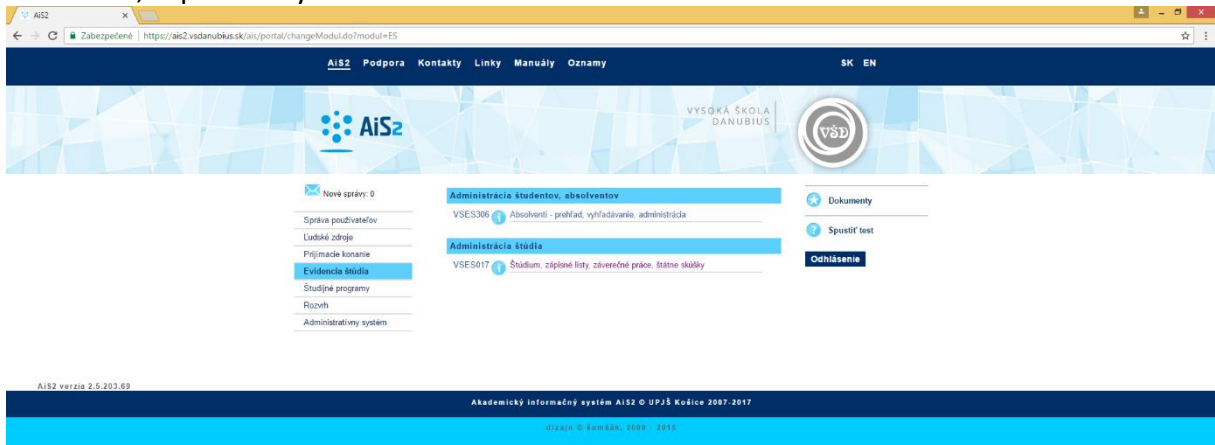 AiS2
Zabezpečené | https://ais2.vsdanubius.sk/ais/portal/changeModul.do?modul=ES
AiS2 Podpora Kontakty Linky Manuály Oznamy SK EN
AiS2
VYSOKÁ ŠKOLA
DANUBIUS
VŠD
Nové správy: 0
Správa používateľov
Ľudské zdroje
Prijímacie konanie
Evidencia štúdia
Študijné programy
Rozvrh
Administratívny systém
Administrácia študentov, absolventov
VSES306 Absolventi - prehľad, vyhľadávanie, administrácia
Administrácia štúdia
VSES017 Štúdium, zápisné listy, záverečné práce, štátne skúšky
Dokumenty
Spustiť test
Odhlásenie
AiS2 verzia 2.5.203.69
Akademický informačný systém AiS2 © UPJŠ Košice 2007-2017
dizajn © Šamšák, 2009 - 2015